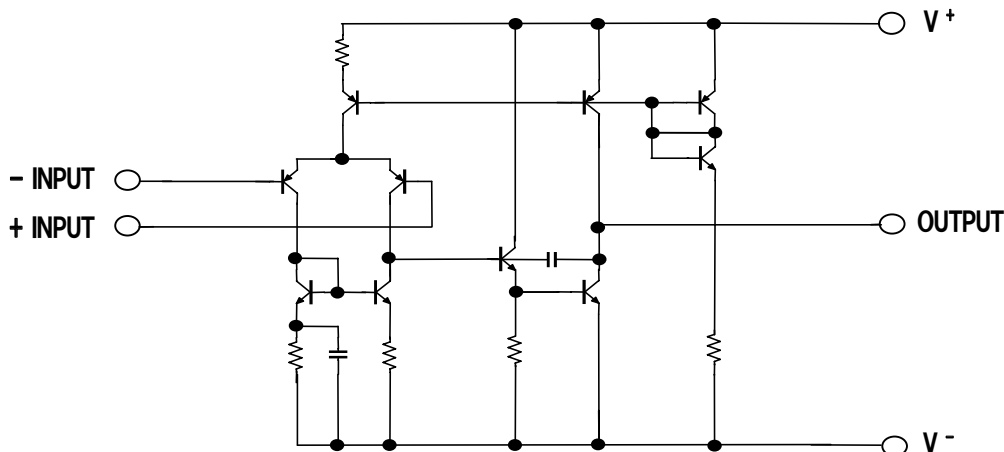 V+
- INPUT
+ INPUT
OUTPUT
V-